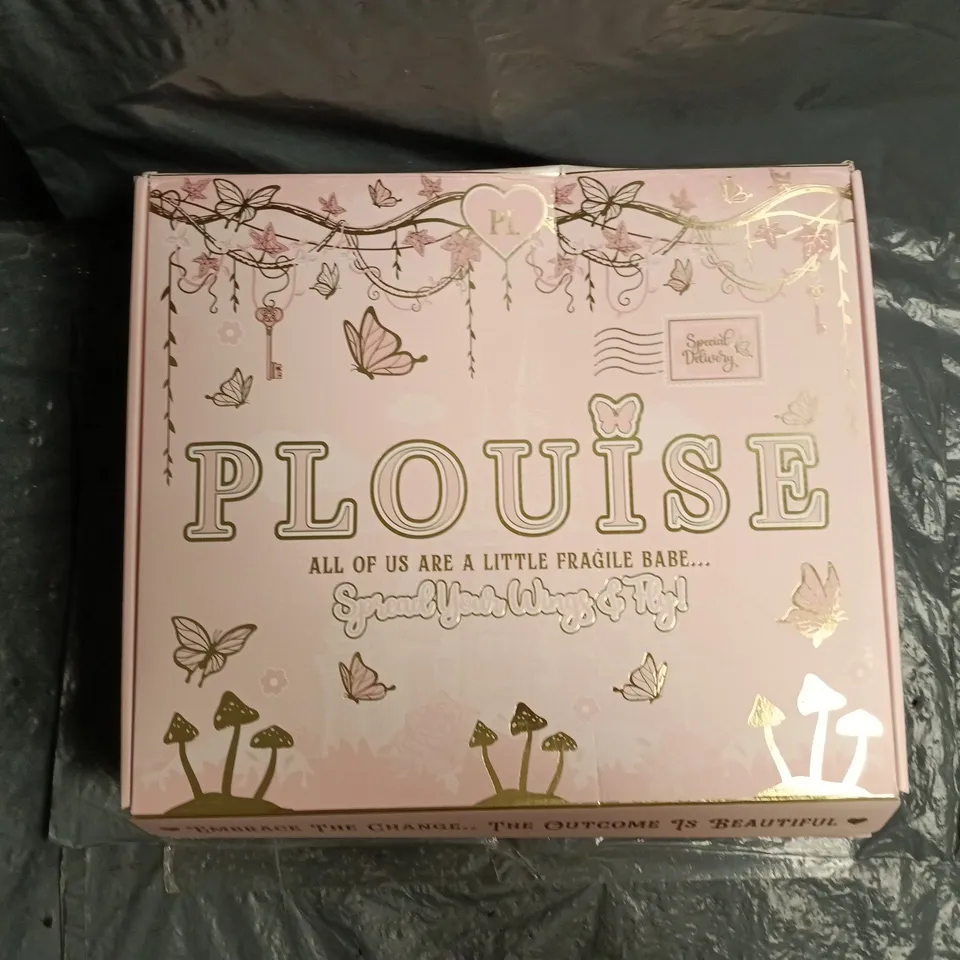 PL
Special
Delivery
PLOUISE
ALL OF US ARE A LITTLE FRAGILE BABE...
Spread Your Wings & Fly!
EMBRACE THE CHANGE.. THE OUTCOME IS BEAUTIFUL